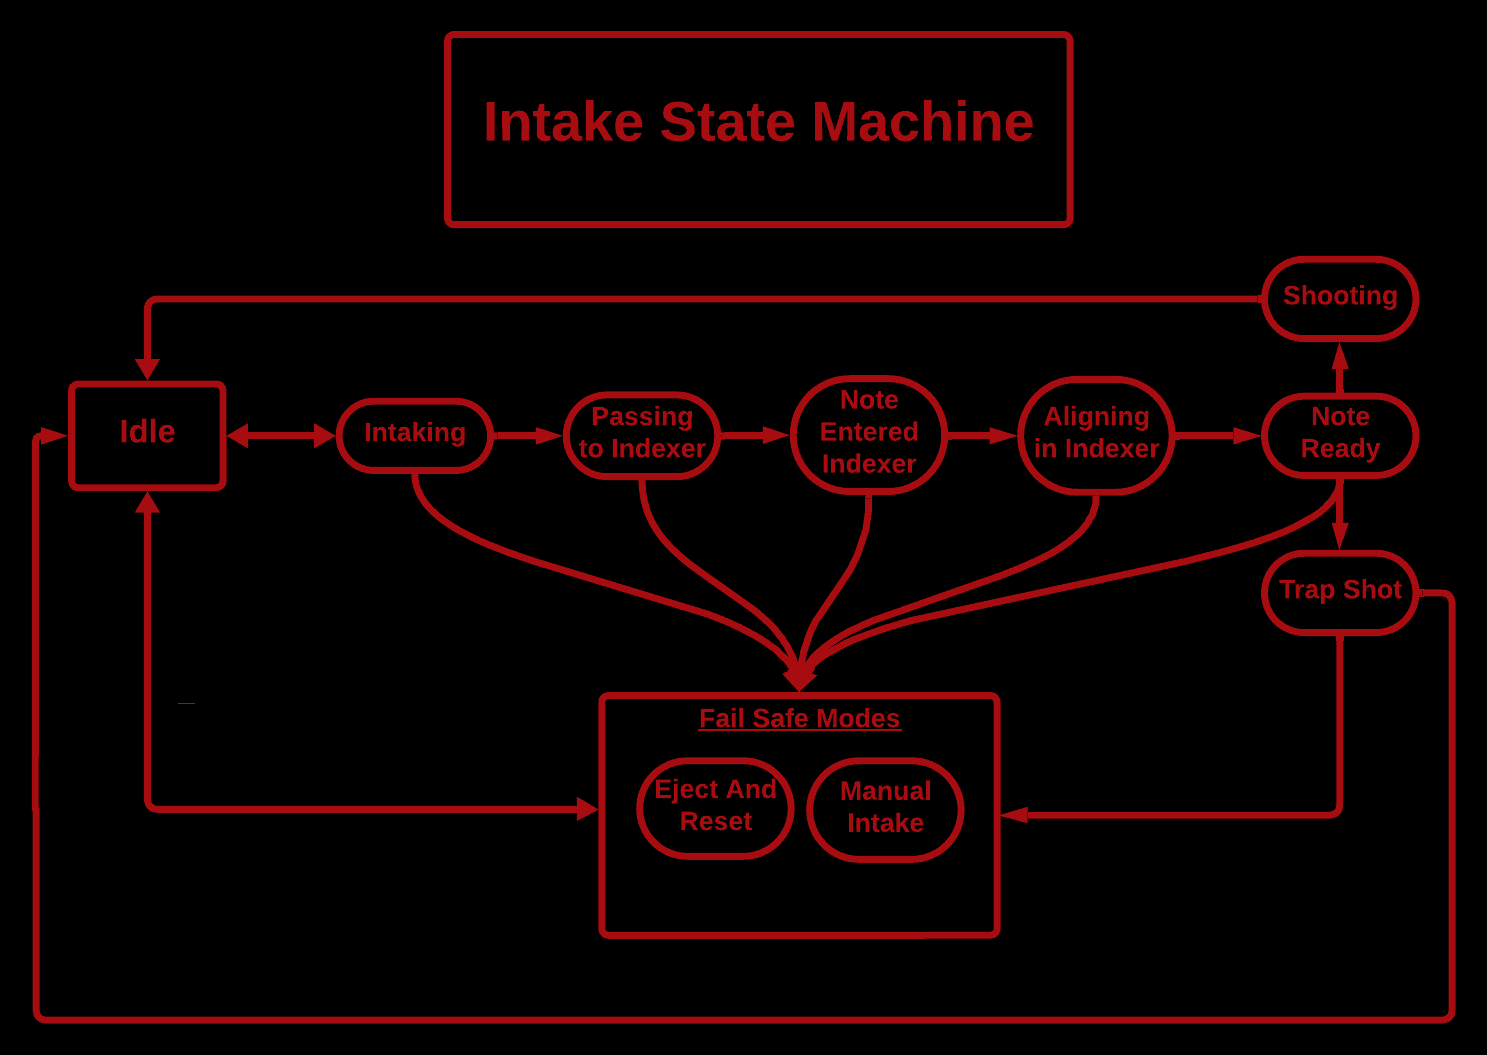 Intake State Machine
Shooting
Idle
Intaking
Passing
to Indexer
Note
Entered
Indexer
Aligning
in Indexer
Note
Ready
Trap Shot
Fail Safe Modes
Eject And
Reset
Manual
Intake